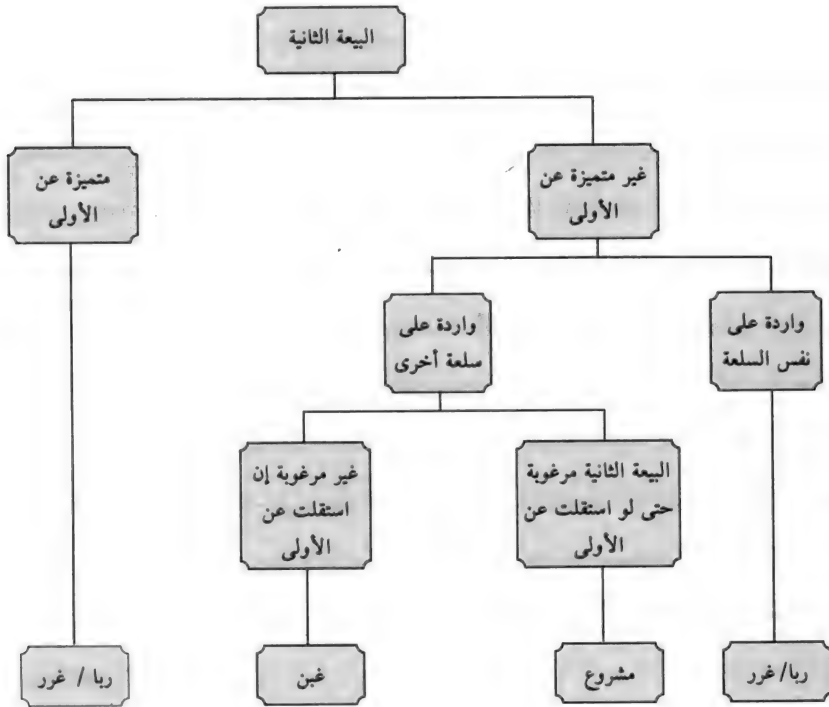 البيعة الثانية
غير متميزة عن
الأولى
متميزة عن
الأولى
واردة على
نفس السلعة
واردة على
سلعة أخرى
البيعة الثانية مرغوبة
حتى لو استقلت عن
الأولى
غير مرغوبة إن
استقلت عن
الأولى
ربا/غرر
مشروع
غبن
ربا / غرر